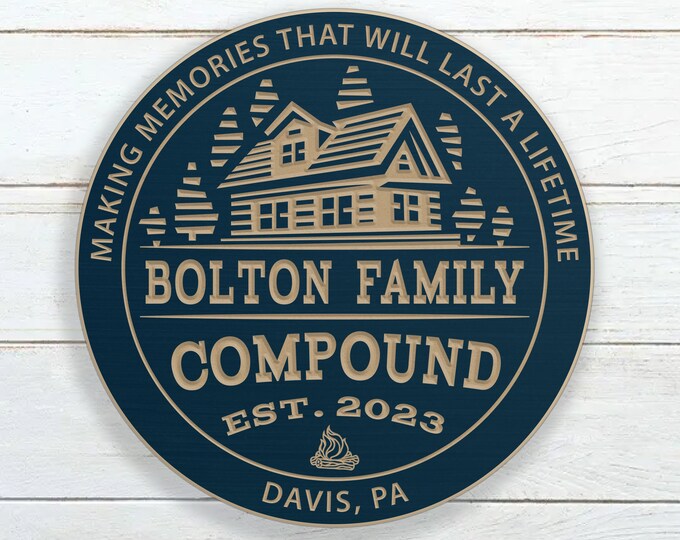 MAKING MEMORIES THAT WILL LAST A LIFETIME
BOLTON FAMILY
COMPOUND
EST. 2023
DAVIS, PA